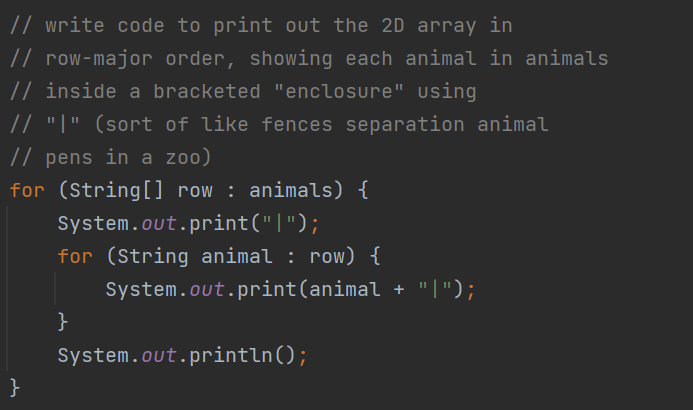 // write code to print out the 2D array in
// row-major order, showing each animal in animals
// inside a bracketed "enclosure" using
// "|" (sort of like fences separation animal
// pens in a zoo)
for (String[] row : animals) {
    System.out.print("|");
    for (String animal : row) {
        System.out.print(animal + "|");
    }
    System.out.println();
}